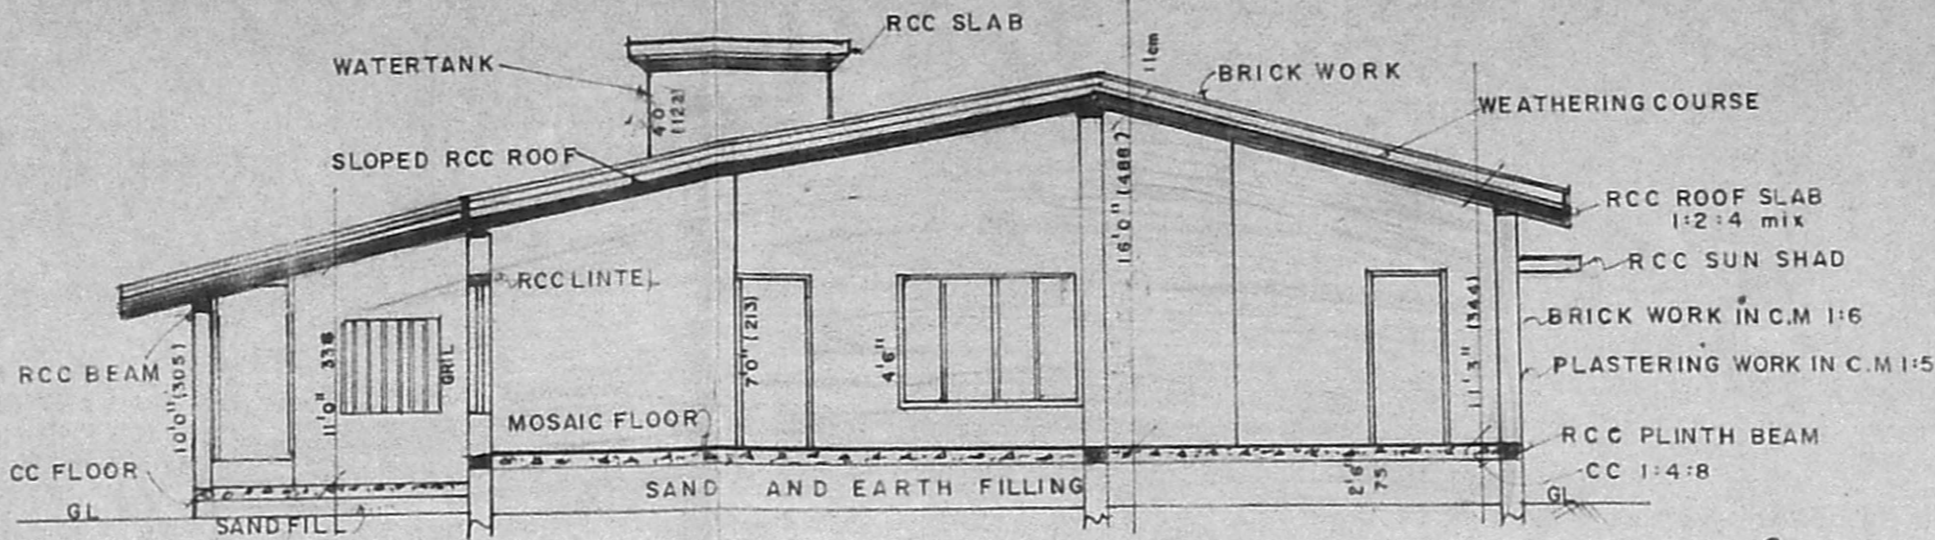 RCC SLAB
WATERTANK
11cm
BRICK WORK
4'0"
(122)
WEATHERING COURSE
SLOPED RCC ROOF
16'0" (488)
RCC ROOF SLAB
1:2:4 mix
RCC SUN SHAD
RCC LINTEL
7'0" (213)
4'6"
11'3" (344)
BRICK WORK IN C.M 1:6
11'0" 338
GRIL
RCC BEAM
10'0" (305)
PLASTERING WORK IN C.M 1:5
MOSAIC FLOOR
RCC PLINTH BEAM
CC FLOOR
CC 1:4:8
2'6"
75
SAND AND EARTH FILLING
GL
GL
SAND FILL